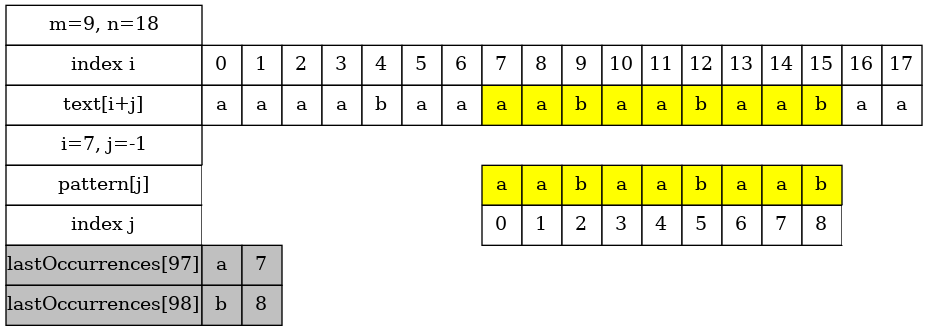 m=9, n=18
index i 0 1 2 3 4 5 6 7 8 9 10 11 12 13 14 15 16 17
text[i+j] a a a a b a a a a b a a b a a b a a
i=7, j=-1
pattern[j] a a b a a b a a b
index j 0 1 2 3 4 5 6 7 8
lastOccurrences[97] a 7
lastOccurrences[98] b 8